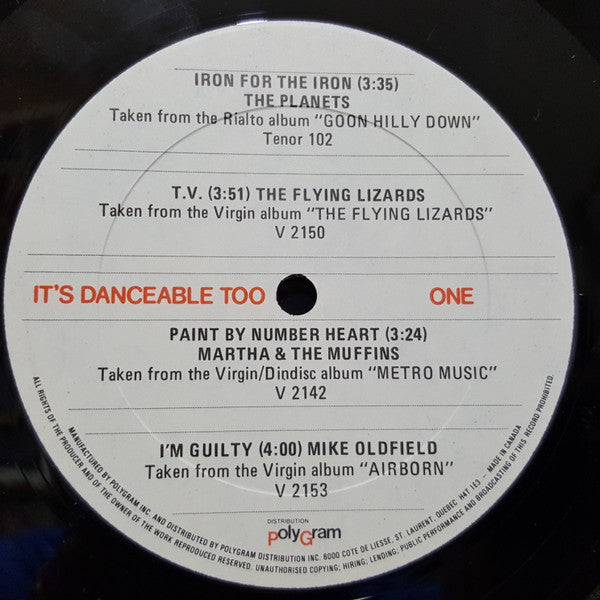 IRON FOR THE IRON (3:35)
THE PLANETS
Taken from the Rialto album "GOON HILLY DOWN"
Tenor 102
T.V. (3:51) THE FLYING LIZARDS
Taken from the Virgin album "THE FLYING LIZARDS"
V 2150
IT'S DANCEABLE TOO
ONE
PAINT BY NUMBER HEART (3:24)
MARTHA & THE MUFFINS
Taken from the Virgin/Dindisc album "METRO MUSIC"
V 2142
I'M GUILTY (4:00) MIKE OLDFIELD
Taken from the Virgin album "AIRBORN"
V 2153
DISTRIBUTION
PolyGram
MANUFACTURED BY POLYGRAM INC. AND DISTRIBUTED BY POLYGRAM DISTRIBUTION INC. 6000 COTE DE LIESSE, ST. LAURENT, QUEBEC, H4T 1E3 – MADE IN CANADA
ALL RIGHTS OF THE PRODUCER AND OF THE OWNER OF THE WORK REPRODUCED RESERVED. UNAUTHORISED COPYING; HIRING; LENDING; PUBLIC PERFORMANCE AND BROADCASTING OF THIS RECORD PROHIBITED.